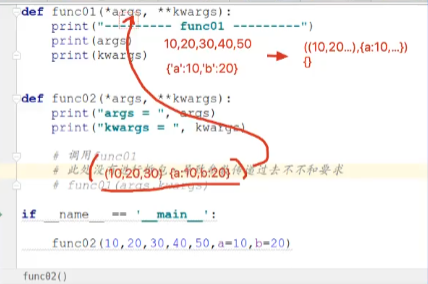 def func01(*args, **kwargs):
print("--------- func01 ----------")
print(args) 10,20,30,40,50 ((10,20...),{a:10,...})
print(kwargs) {'a':10,'b':20} {}
def func02(*args, **kwargs):
print("args = ", args)
print("kwargs = ", kwargs)
# 调用func01
# 此处没有 (10,20,30) {a:10,b:20} 过去不不和要求
# func01(args,kwargs)
if __name__ == '__main__':
func02(10,20,30,40,50,a=10,b=20)
func02()